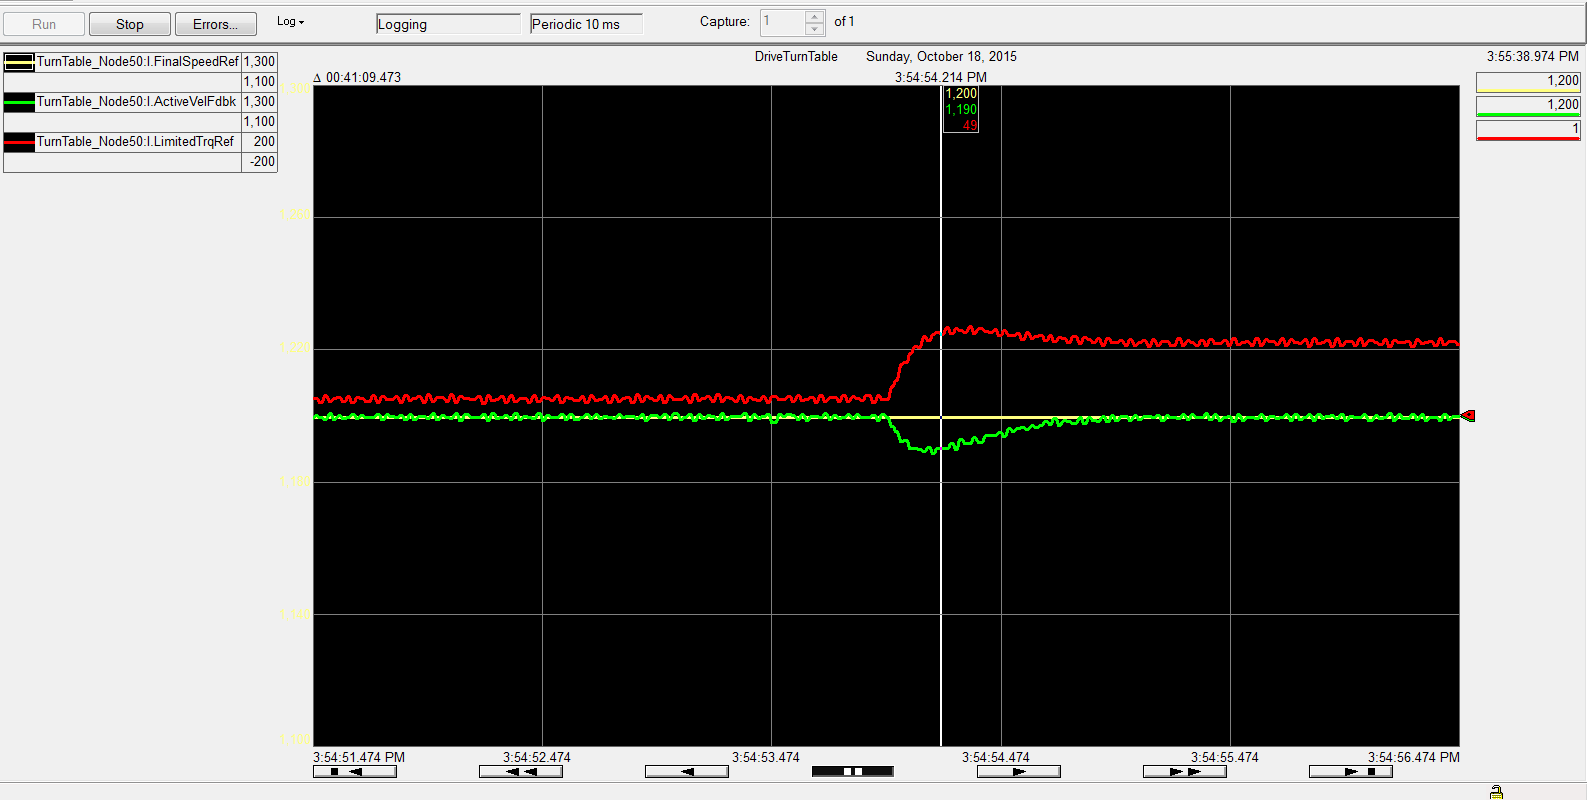 Run Stop Errors... Log Logging Periodic 10 ms Capture: 1 of 1
DriveTurnTable Sunday, October 18, 2015 3:55:38.974 PM
TurnTable_Node50:I.FinalSpeedRef 1,300
1,100
TurnTable_Node50:I.ActiveVelFdbk 1,300
1,100
TurnTable_Node50:I.LimitedTrqRef 200
-200
Δ 00:41:09.473 3:54:54.214 PM
1,200
1,190
49
1,200
1,200
1
3:54:51.474 PM 3:54:52.474 3:54:53.474 3:54:54.474 3:54:55.474 3:54:56.474 PM